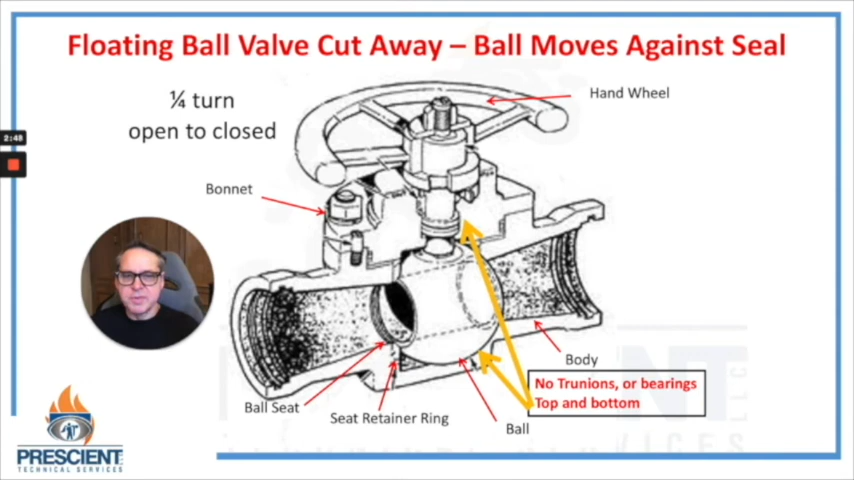 Floating Ball Valve Cut Away – Ball Moves Against Seal
¼ turn
open to closed
Hand Wheel
2:48
Bonnet
Body
No Trunions, or bearings
Top and bottom
Ball Seat
Seat Retainer Ring
Ball
PRESCIENT
TECHNICAL SERVICES